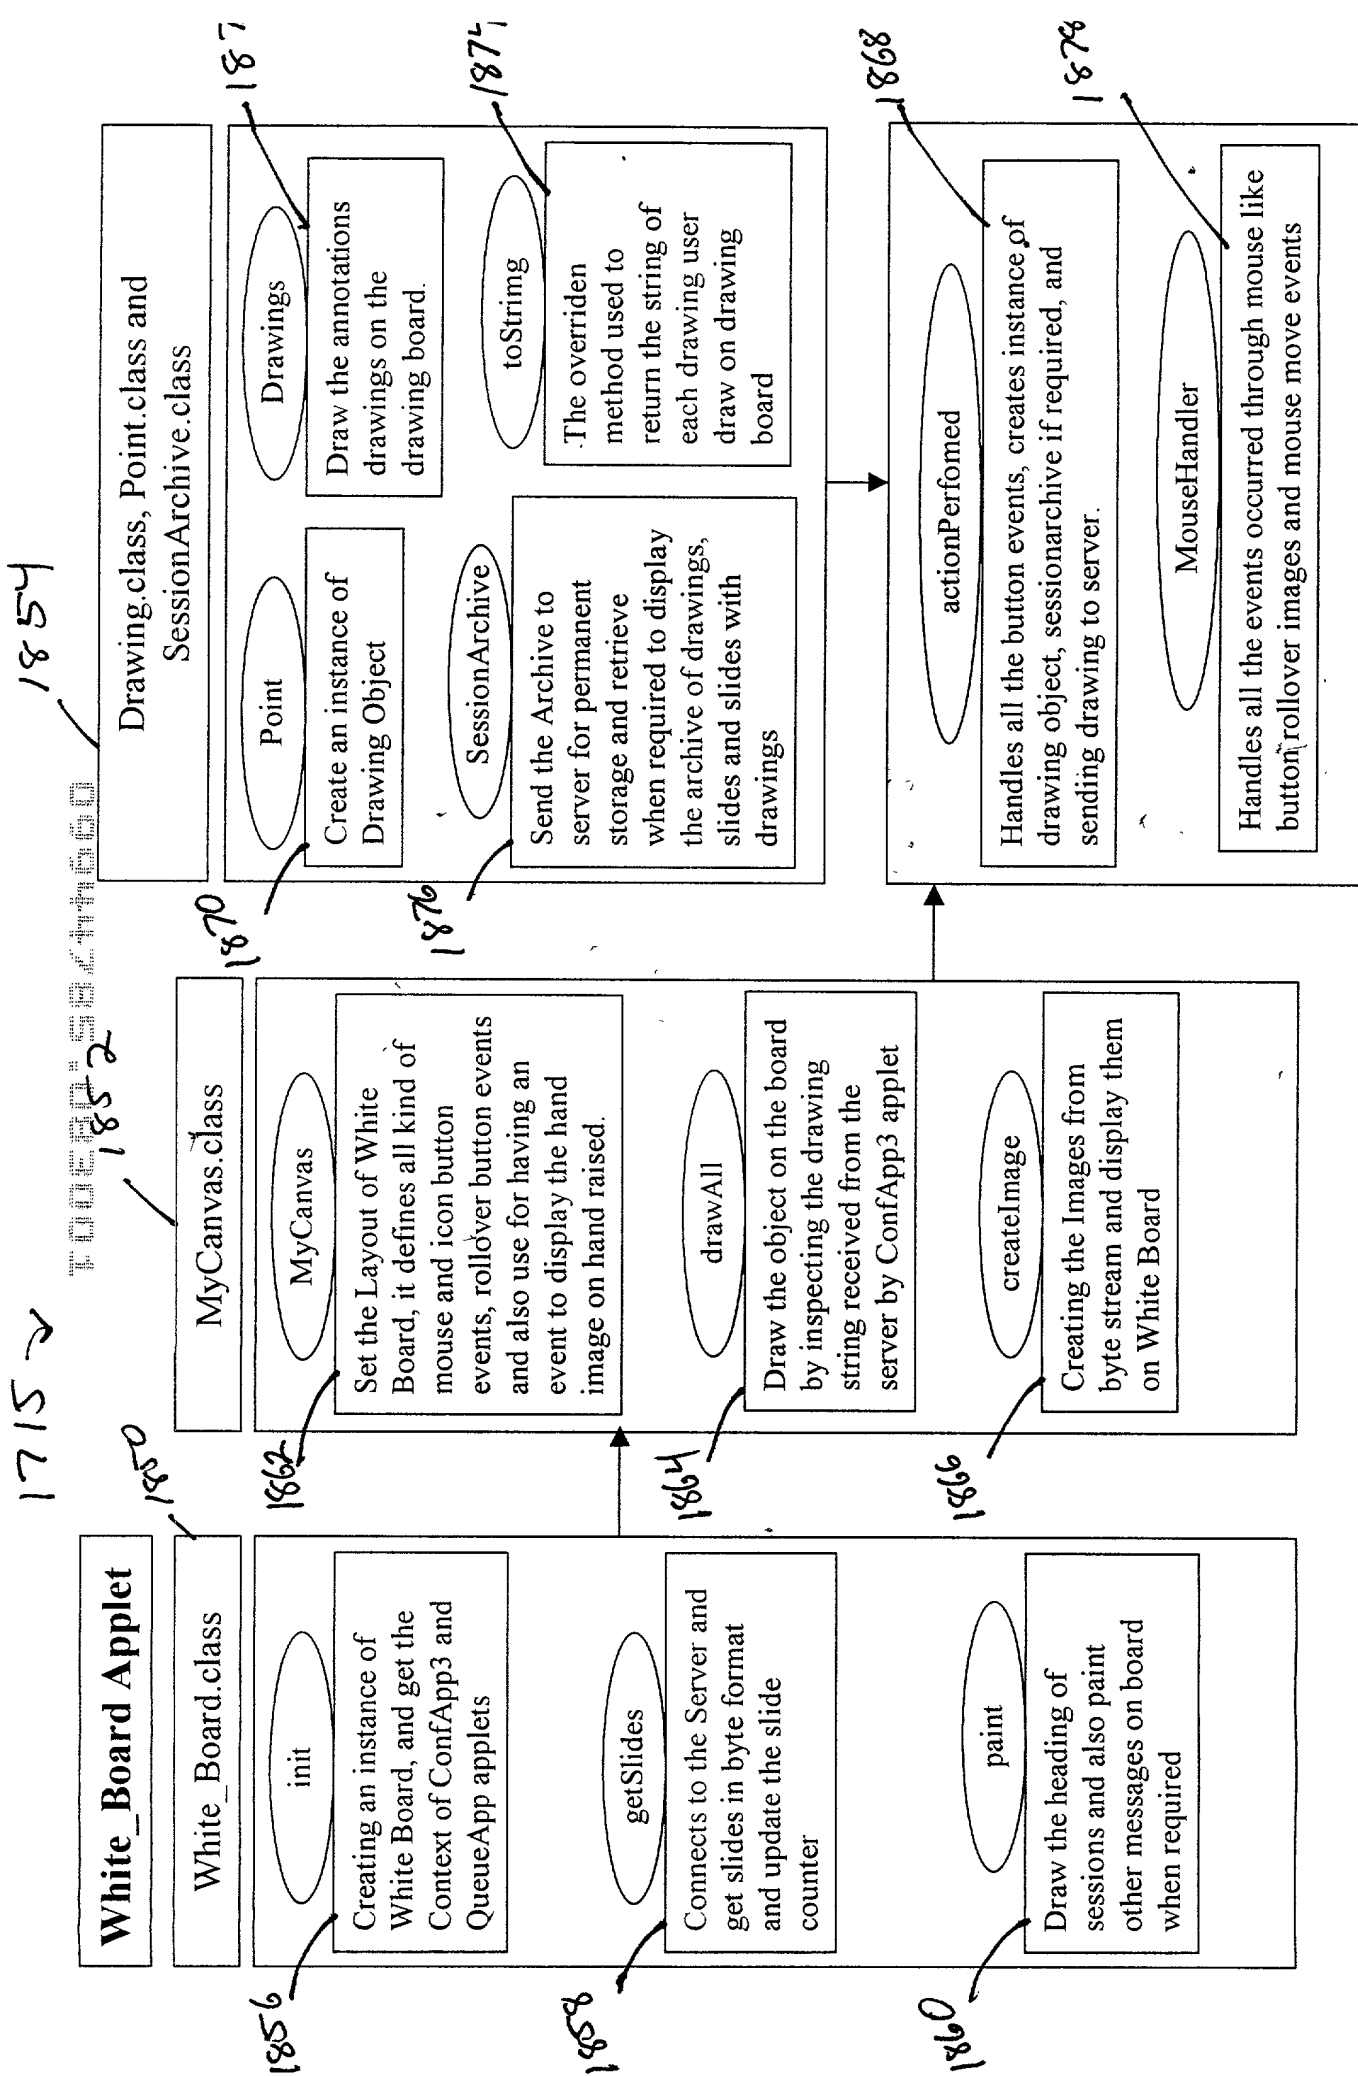 1715
White_Board Applet
1850
White_Board.class
init
1856
Creating an instance of
White Board, and get the
Context of ConfApp3 and
QueueApp applets
getSlides
1858
Connects to the Server and
get slides in byte format
and update the slide
counter
paint
1860
Draw the heading of
sessions and also paint
other messages on board
when required
1852
MyCanvas.class
MyCanvas
1862
Set the Layout of White
Board, it defines all kind of
mouse and icon button
events, rollover button events
and also use for having an
event to display the hand
image on hand raised.
drawAll
1864
Draw the object on the board
by inspecting the drawing
string received from the
server by ConfApp3 applet
createImage
1866
Creating the Images from
byte stream and display them
on White Board
1854
Drawing.class, Point.class and
SessionArchive.class
Point
1870
Create an instance of
Drawing Object
Drawings
187
Draw the annotations
drawings on the
drawing board.
SessionArchive
1876
Send the Archive to
server for permanent
storage and retrieve
when required to display
the archive of drawings,
slides and slides with
drawings
toStrimg
1874
.The overriden
method used to
return the string of
each drawing user
draw on drawing
board
actionPerfomed
1868
Handles all the button events, creates instance of
drawing object, sessionarchive if required, and
sending drawing to server.
MouseHandler
1878
Handles all the events occurred through mouse like
button rollover images and mouse move events